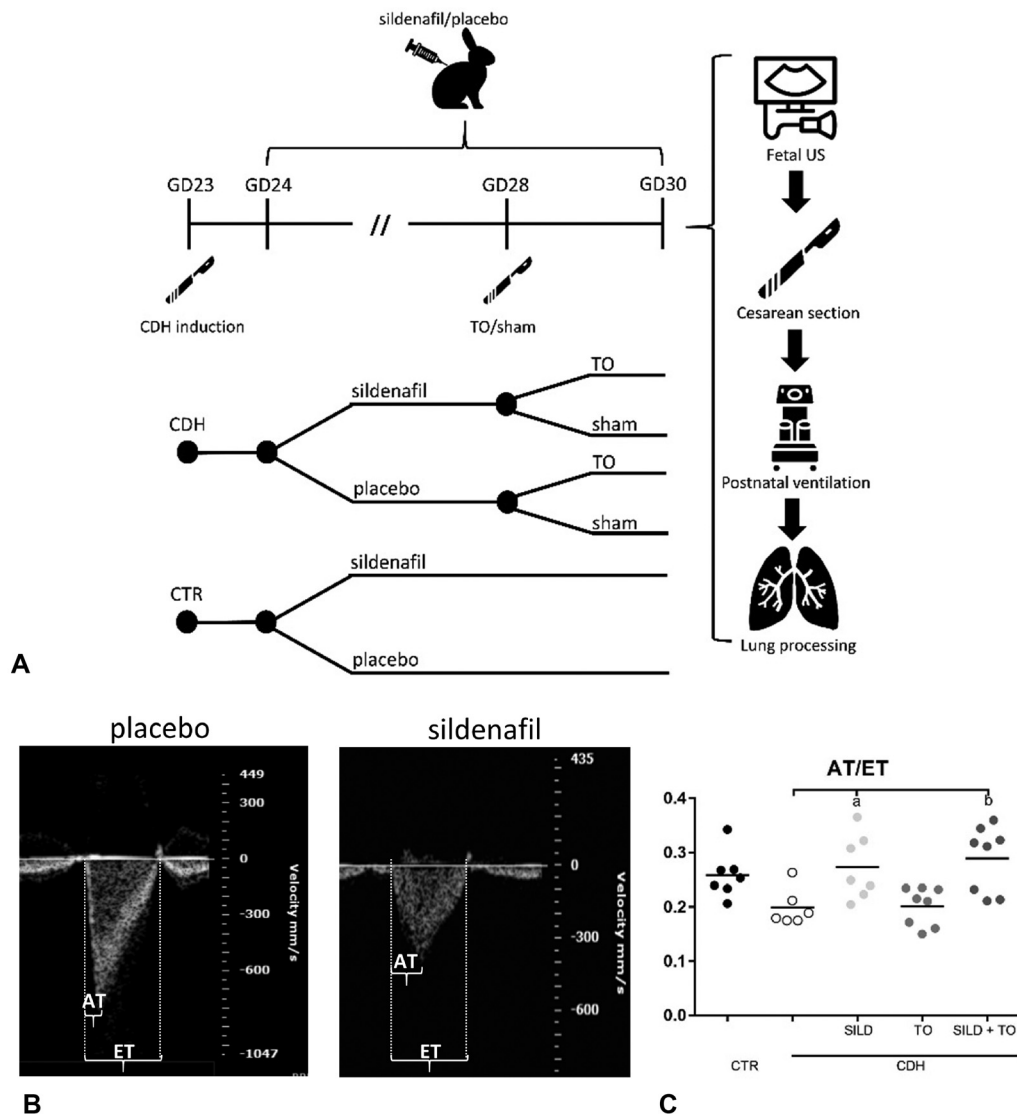 sildenafil/placebo
GD23
GD24
GD28
GD30
//
CDH induction
TO/sham
Fetal US
Cesarean section
Postnatal ventilation
Lung processing
CDH
sildenafil
TO
sham
placebo
TO
sham
CTR
sildenafil
placebo
A
placebo
449
300
0
-300
-600
-1047
Velocity mm/s
AT
ET
sildenafil
435
0
-300
-600
Velocity mm/s
AT
ET
B
AT/ET
a
b
0.4
0.3
0.2
0.1
0.0
SILD
TO
SILD + TO
CTR
CDH
C